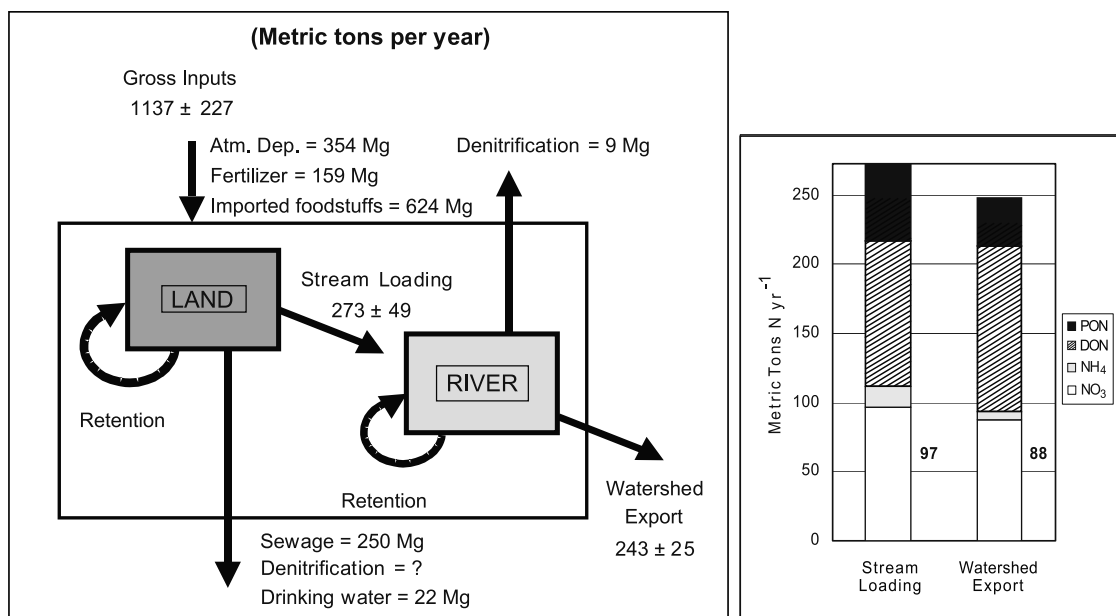 (Metric tons per year)
Gross Inputs
1137 ± 227
Atm. Dep. = 354 Mg
Fertilizer = 159 Mg
Imported foodstuffs = 624 Mg
Denitrification = 9 Mg
LAND
Stream Loading
273 ± 49
RIVER
Retention
Retention
Watershed
Export
243 ± 25
Sewage = 250 Mg
Denitrification = ?
Drinking water = 22 Mg
Metric Tons N yr⁻¹
250
200
150
100
50
0
97
88
Stream
Loading
Watershed
Export
PON
DON
NH₄
NO₃